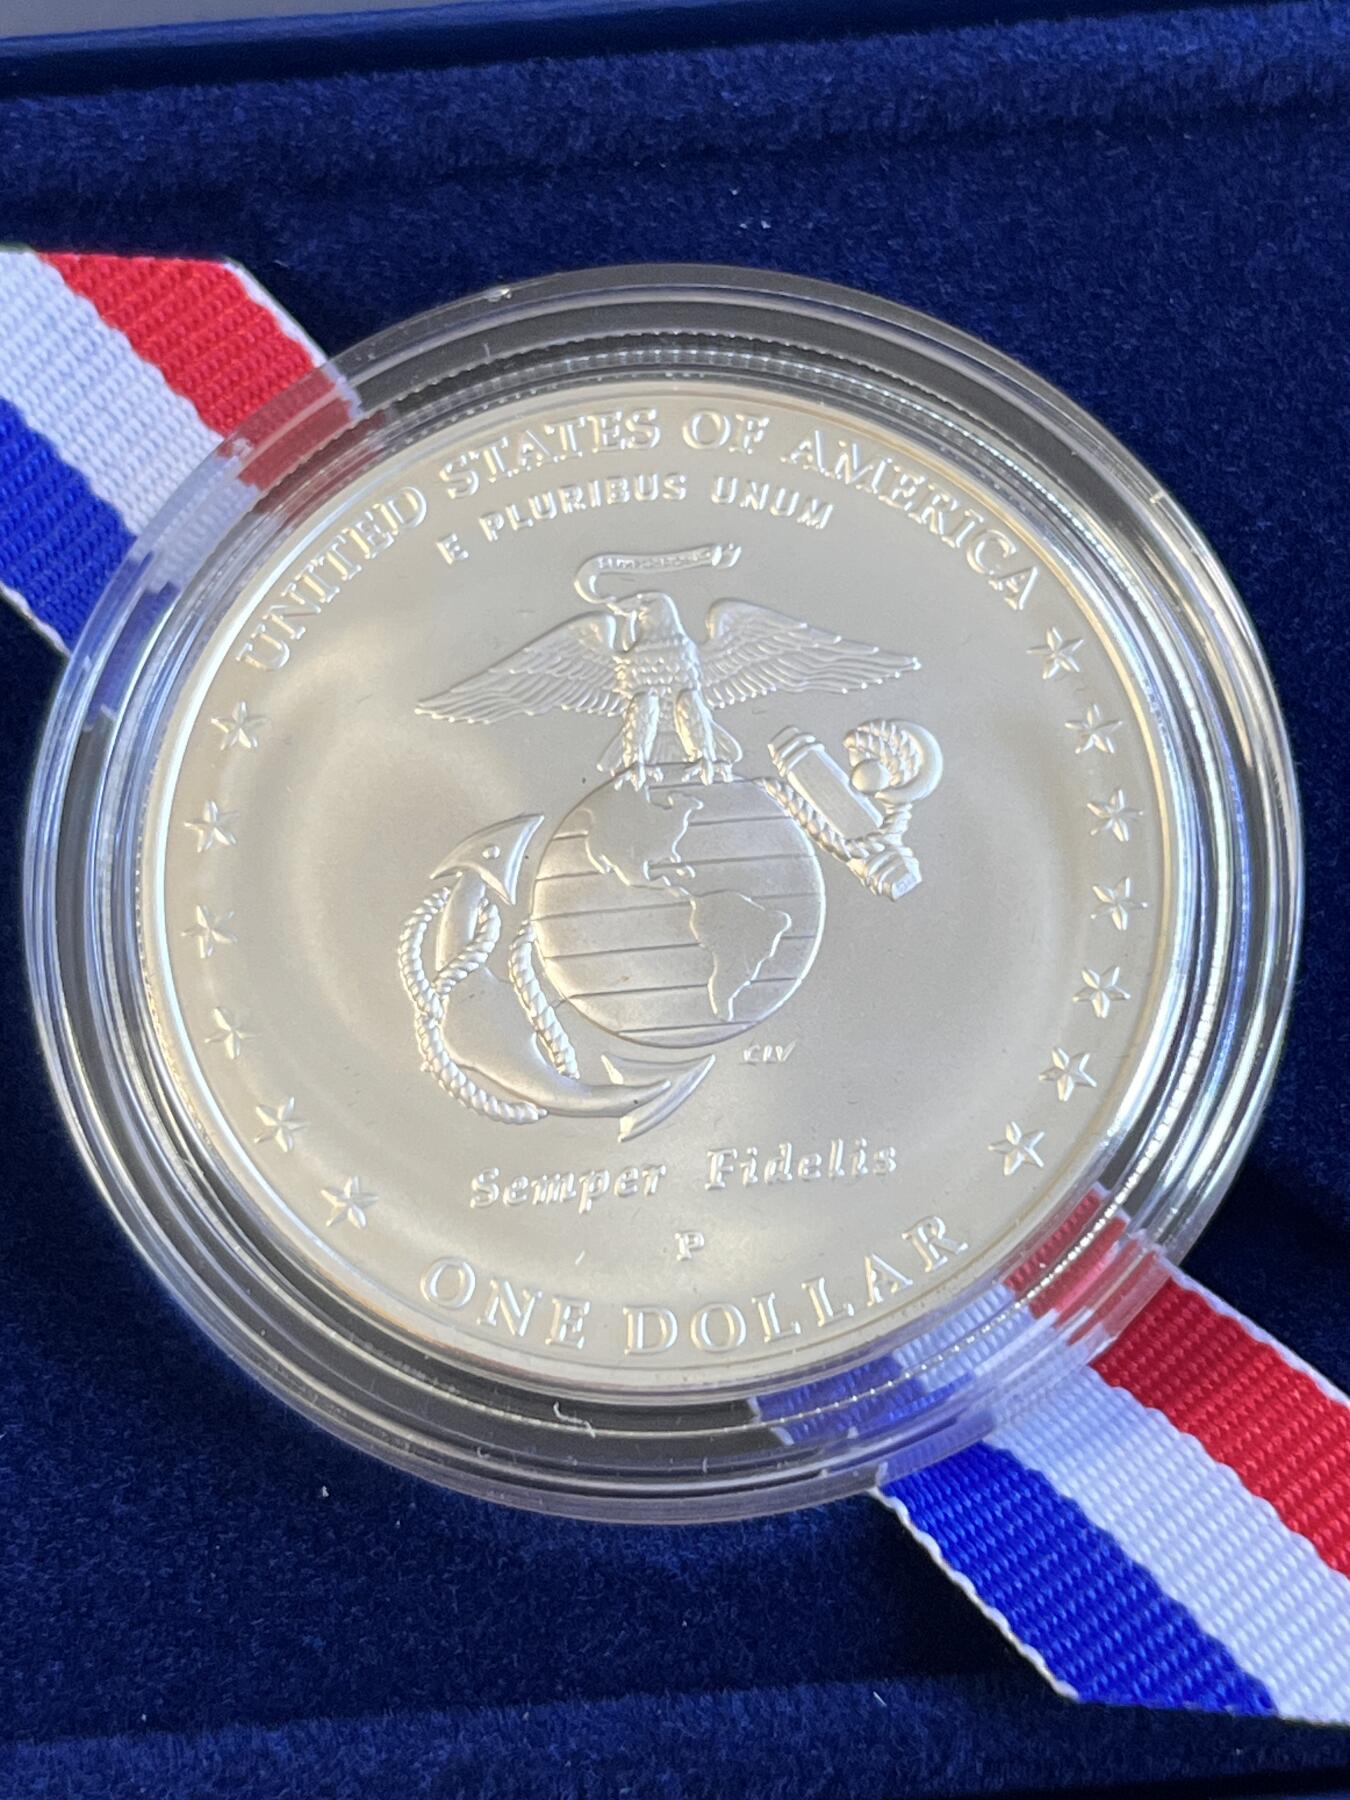 UNITED STATES OF AMERICA
E PLURIBUS UNUM
CLV
Semper Fidelis
P
ONE DOLLAR